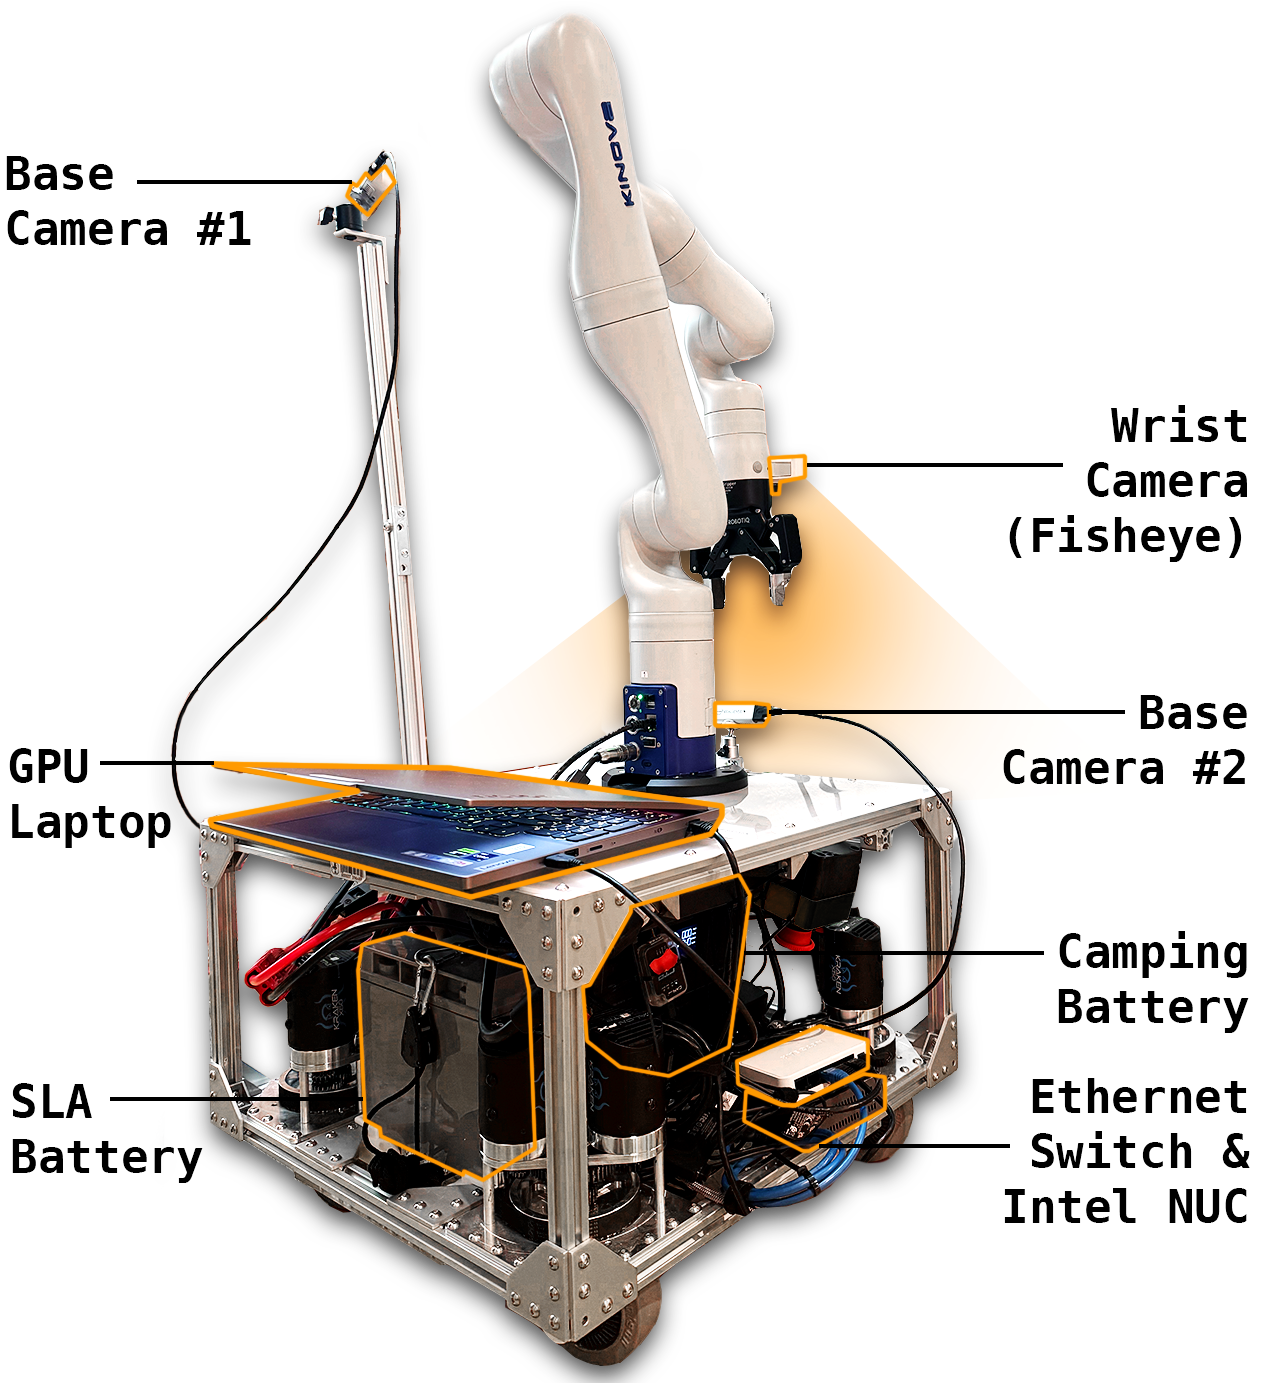 Base
Camera #1
KINOVA
Wrist
Camera
(Fisheye)
ROBOTIQ
Base
Camera #2
GPU
Laptop
Camping
Battery
KRAKEN
KRAKEN
SLA
Battery
Ethernet
Switch &
Intel NUC